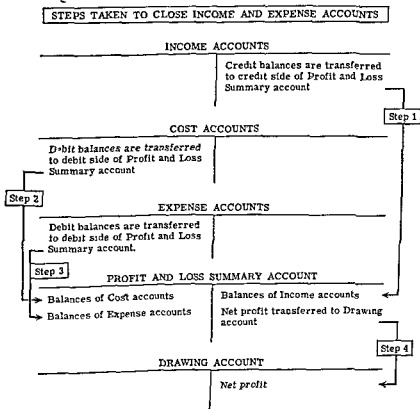 STEPS TAKEN TO CLOSE INCOME AND EXPENSE ACCOUNTS
INCOME ACCOUNTS
Credit balances are transferred
to credit side of Profit and Loss
Summary account
Step 1
COST ACCOUNTS
Debit balances are transferred
to debit side of Profit and Loss
Summary account
Step 2
EXPENSE ACCOUNTS
Debit balances are transferred
to debit side of Profit and Loss
Summary account.
Step 3
PROFIT AND LOSS SUMMARY ACCOUNT
Balances of Cost accounts
Balances of Expense accounts
Balances of Income accounts
Net profit transferred to Drawing
account
Step 4
DRAWING ACCOUNT
Net profit